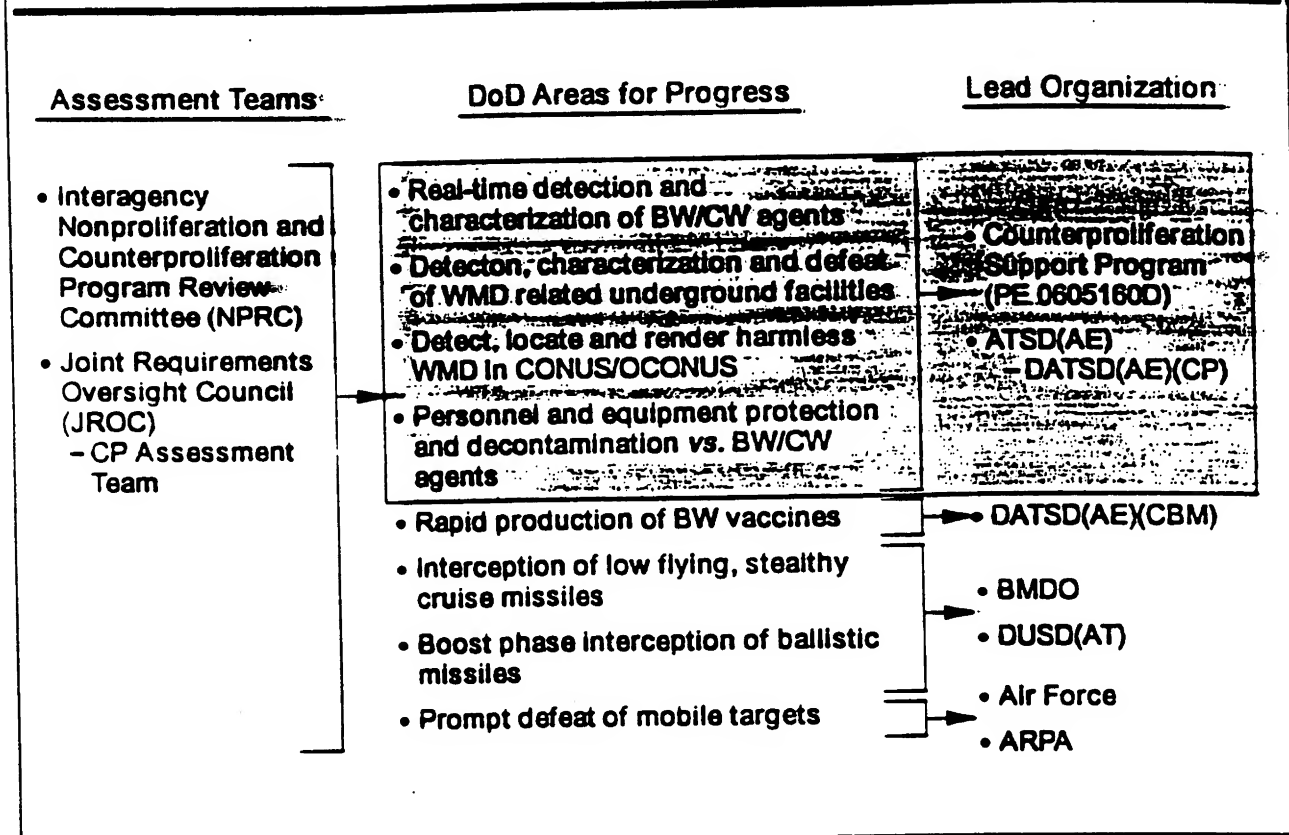 Assessment Teams
• Interagency
Nonproliferation and
Counterproliferation
Program Review
Committee (NPRC)
• Joint Requirements
Oversight Council
(JROC)
– CP Assessment
Team
DoD Areas for Progress
• Real-time detection and
characterization of BW/CW agents
• Detecton, characterization and defeat
of WMD related underground facilities
• Detect, locate and render harmless
WMD in CONUS/OCONUS
• Personnel and equipment protection
and decontamination vs. BW/CW
agents
• Rapid production of BW vaccines
• Interception of low flying, stealthy
cruise missiles
• Boost phase interception of ballistic
missiles
• Prompt defeat of mobile targets
Lead Organization
• Counterproliferation
Support Program
(PE 0605160D)
• ATSD(AE)
– DATSD(AE)(CP)
• DATSD(AE)(CBM)
• BMDO
• DUSD(AT)
• Air Force
• ARPA